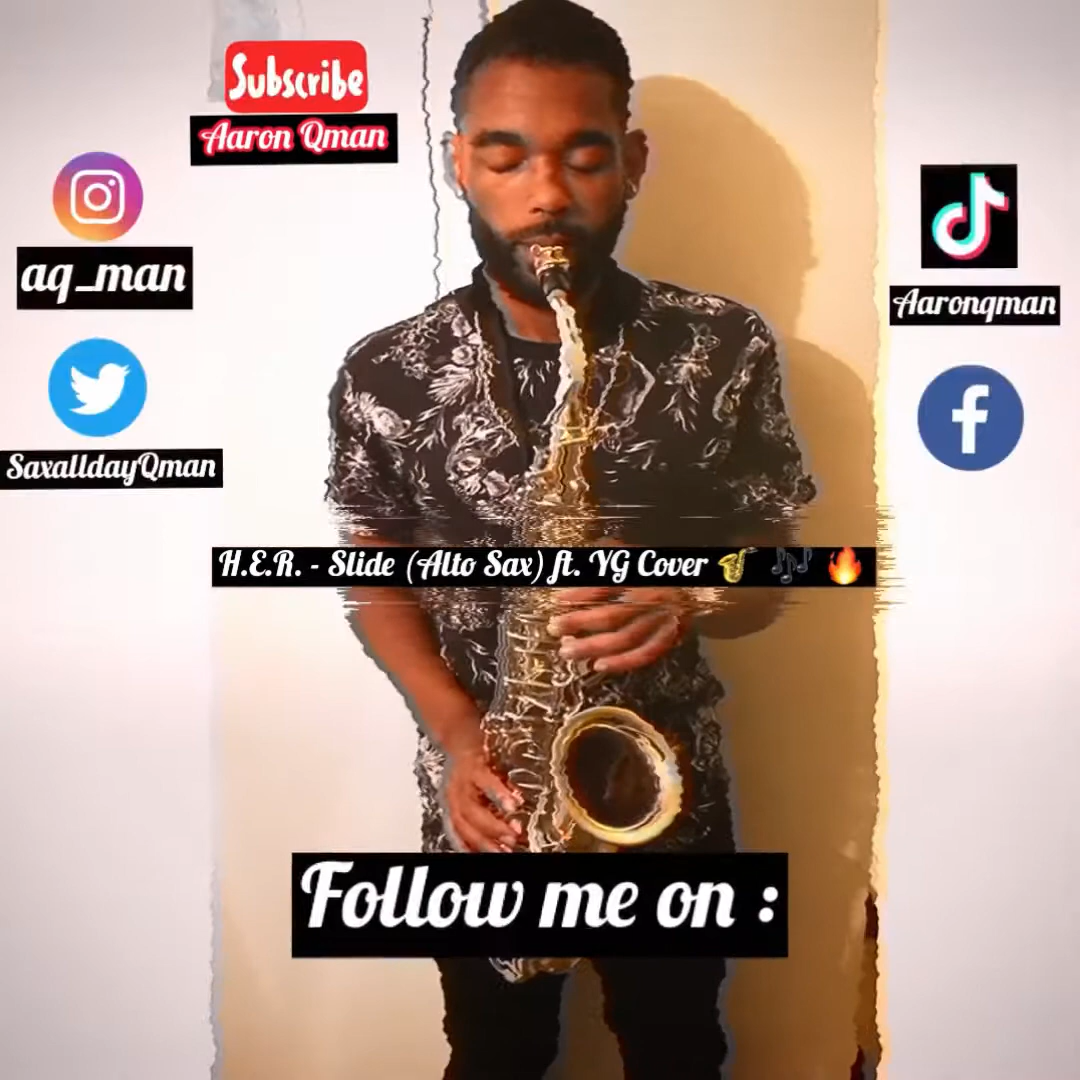 Subscribe
Aaron Qman
aq_man
Aaronqman
SaxalldayQman
H.E.R. - Slide (Alto Sax) ft. YG Cover 🎷 🎶 🔥
Follow me on :